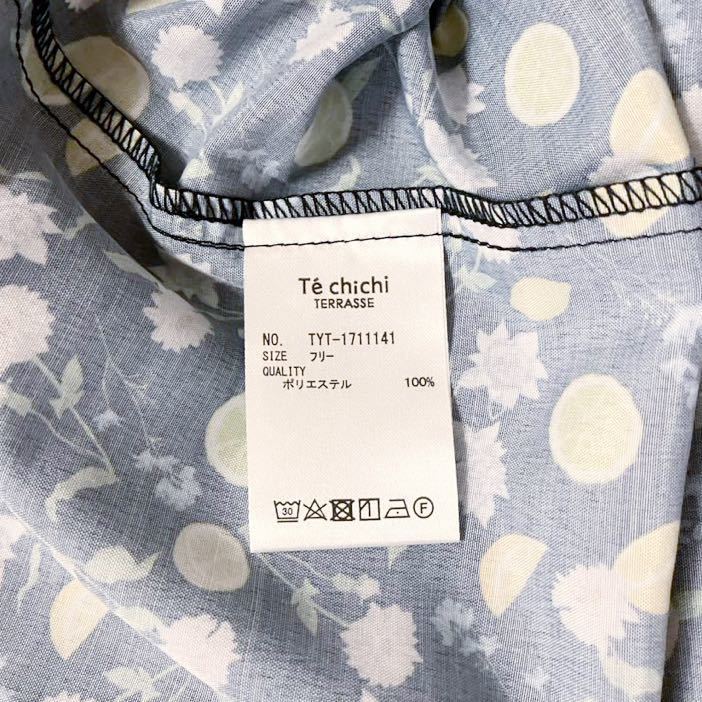 Té chichi
TERRASSE
NO. TYT-1711141
SIZE フリー
QUALITY
ポリエステル 100%
30 F